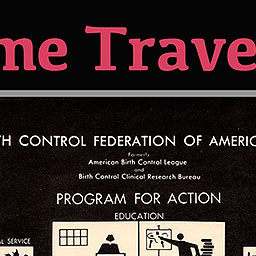 me Trave
TH CONTROL FEDERATION OF AMERIC
Formerly
American Birth Control League
and
Birth Control Clinical Research Bureau
PROGRAM FOR ACTION
EDUCATION
AL SERVICE